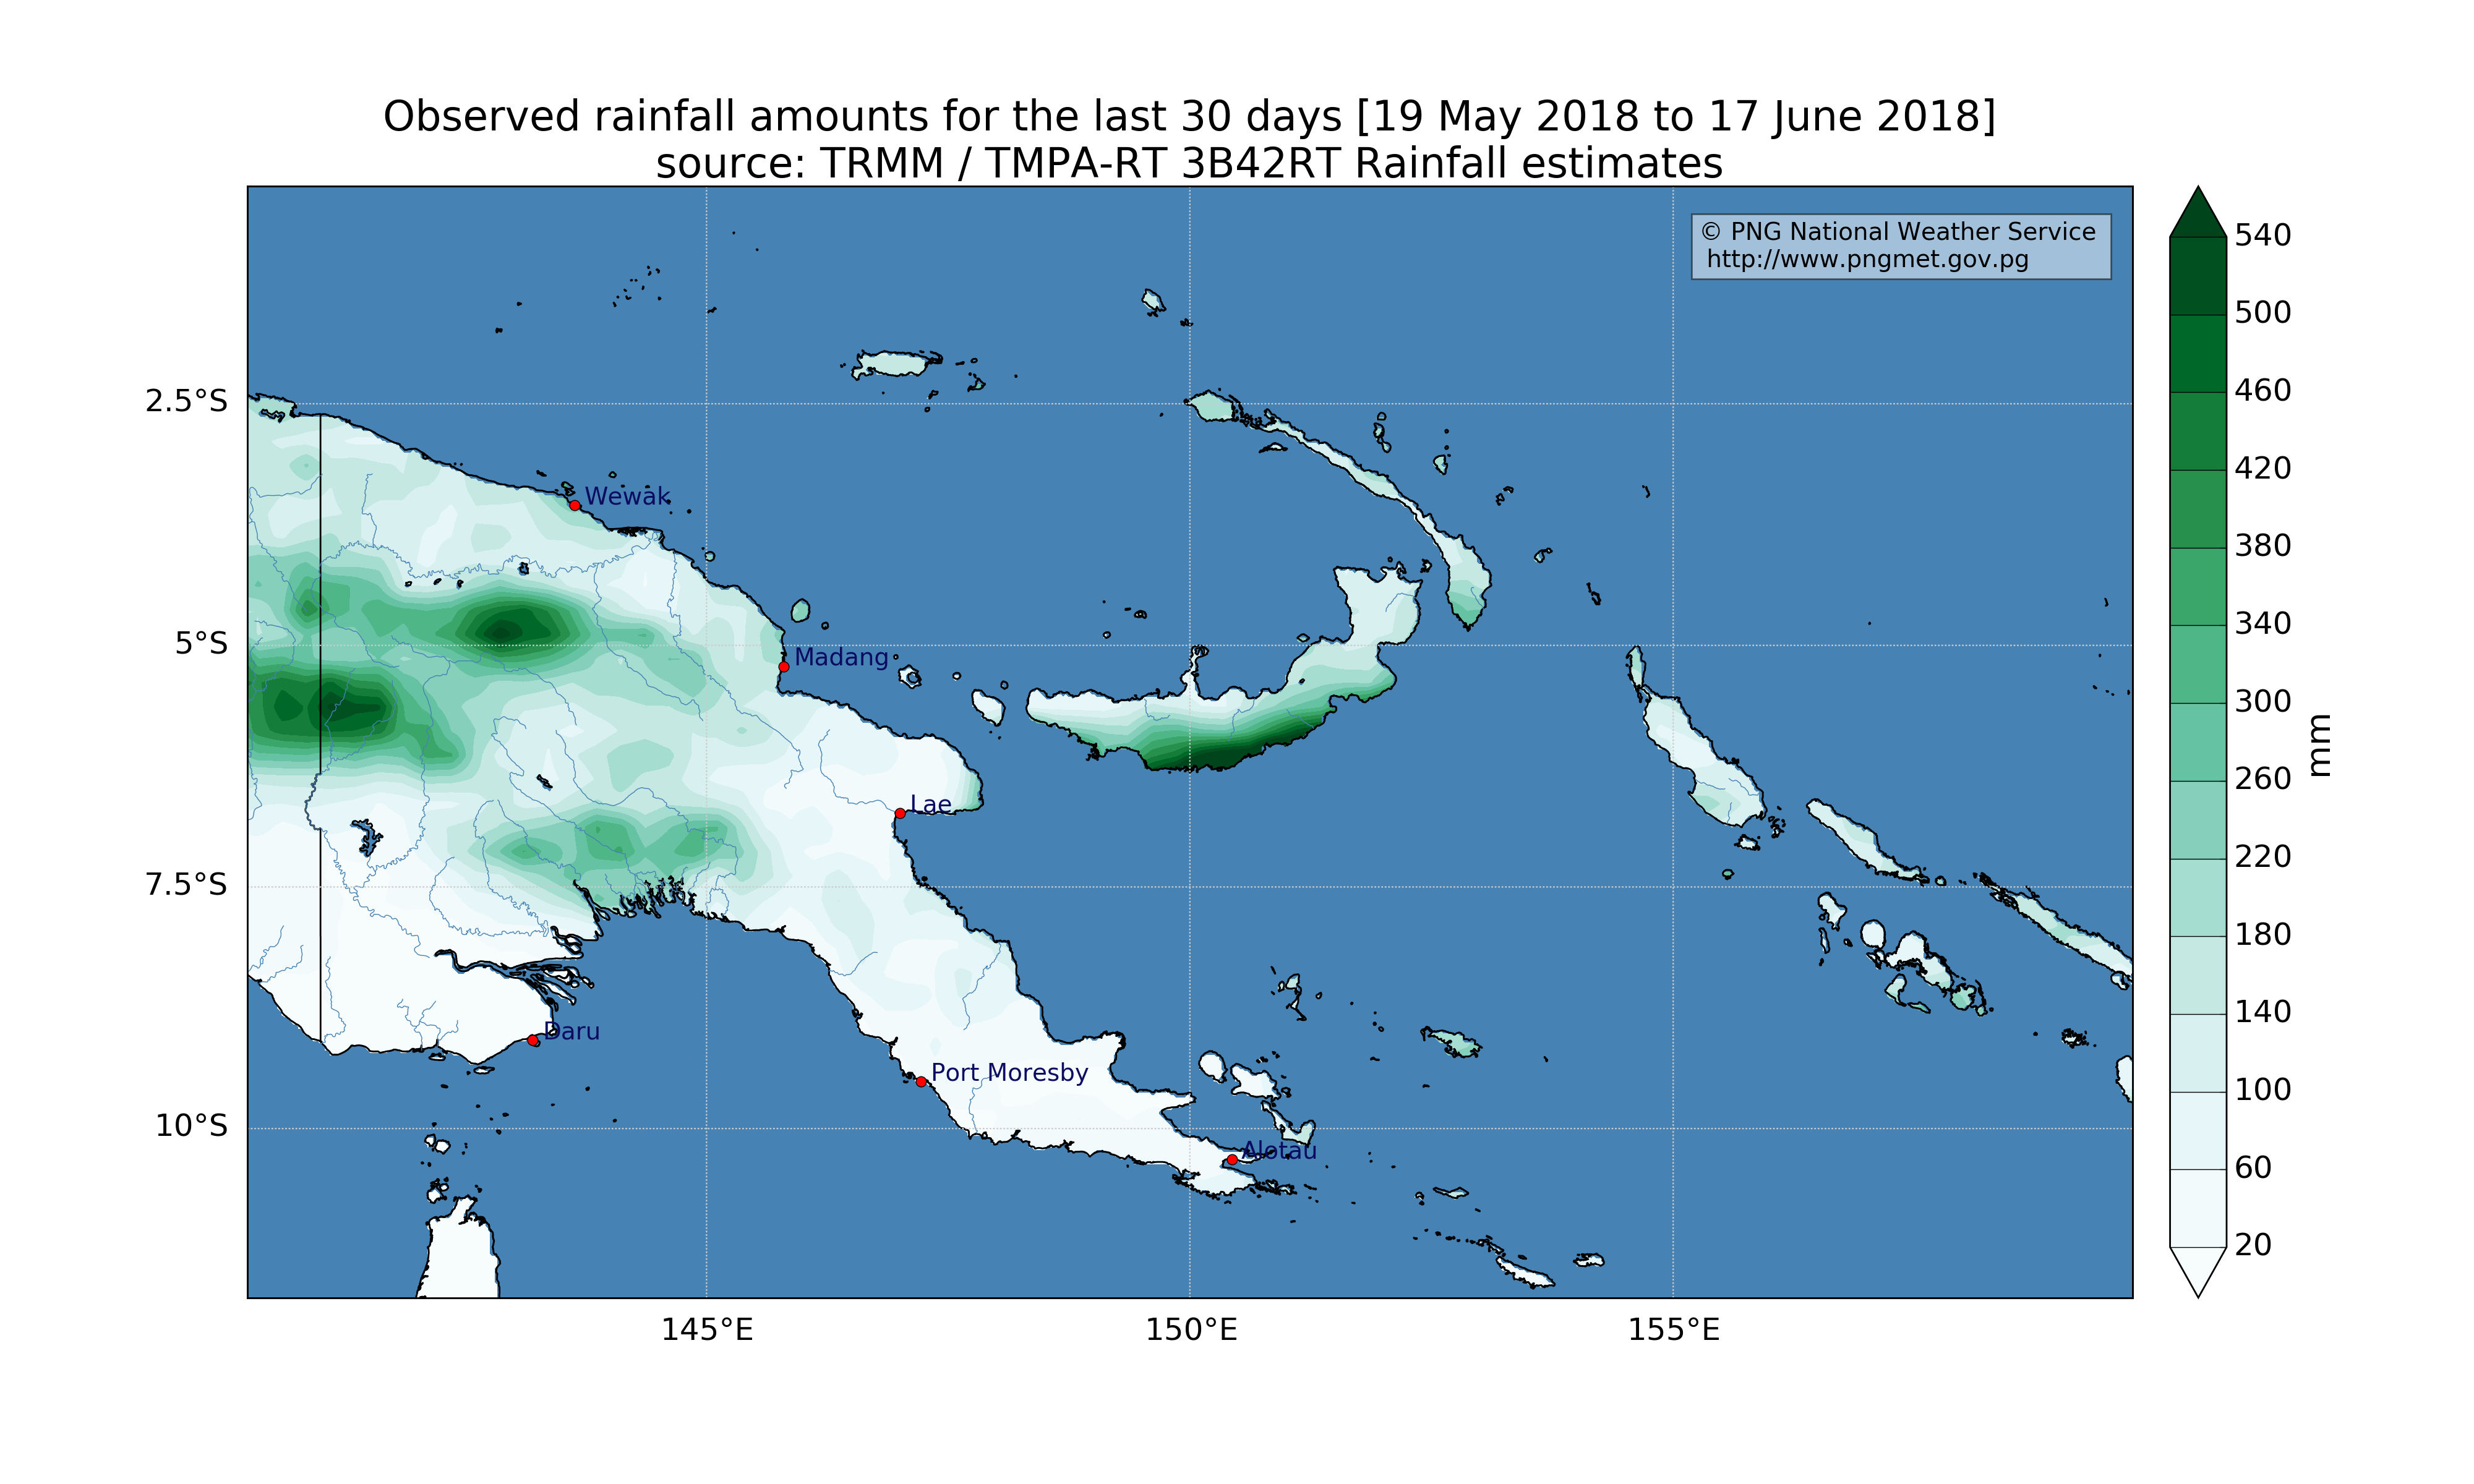 Observed rainfall amounts for the last 30 days [19 May 2018 to 17 June 2018]
source: TRMM / TMPA-RT 3B42RT Rainfall estimates
© PNG National Weather Service
http://www.pngmet.gov.pg
540
500
460
420
380
340
300
260
220
180
140
100
60
20
mm
2.5°S
5°S
7.5°S
10°S
Wewak
Madang
Lae
Daru
Port Moresby
Alotau
145°E
150°E
155°E